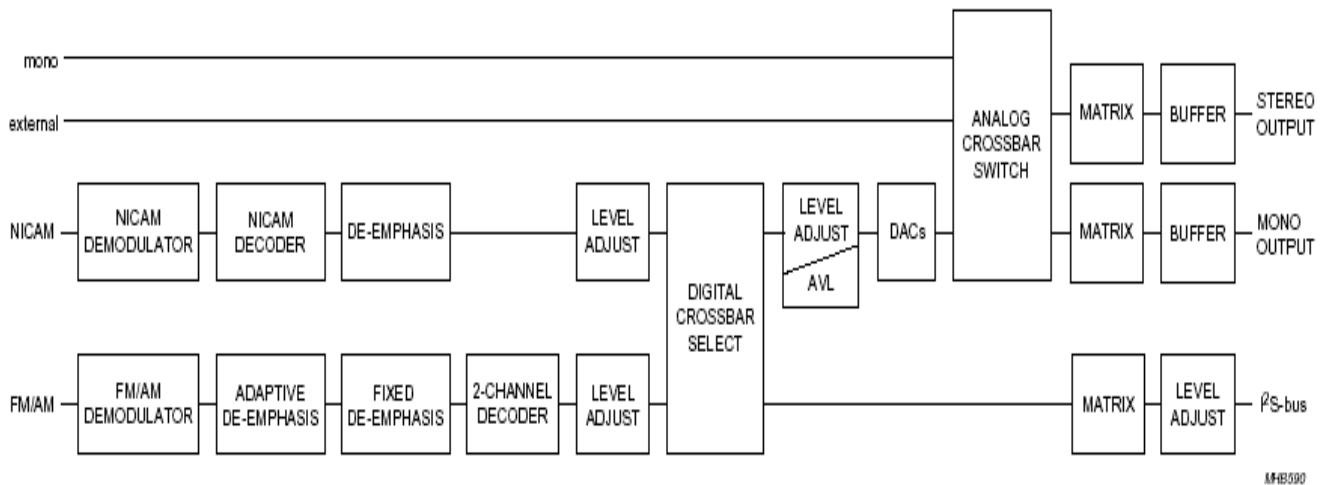 mono
external
ANALOG
CROSSBAR
SWITCH
MATRIX
BUFFER
STEREO
OUTPUT
NICAM
NICAM
DEMODULATOR
NICAM
DECODER
DE-EMPHASIS
LEVEL
ADJUST
DIGITAL
CROSSBAR
SELECT
LEVEL
ADJUST
AVL
DACs
MATRIX
BUFFER
MONO
OUTPUT
FM/AM
FM/AM
DEMODULATOR
ADAPTIVE
DE-EMPHASIS
FIXED
DE-EMPHASIS
2-CHANNEL
DECODER
LEVEL
ADJUST
MATRIX
LEVEL
ADJUST
I²S-bus
MHB590